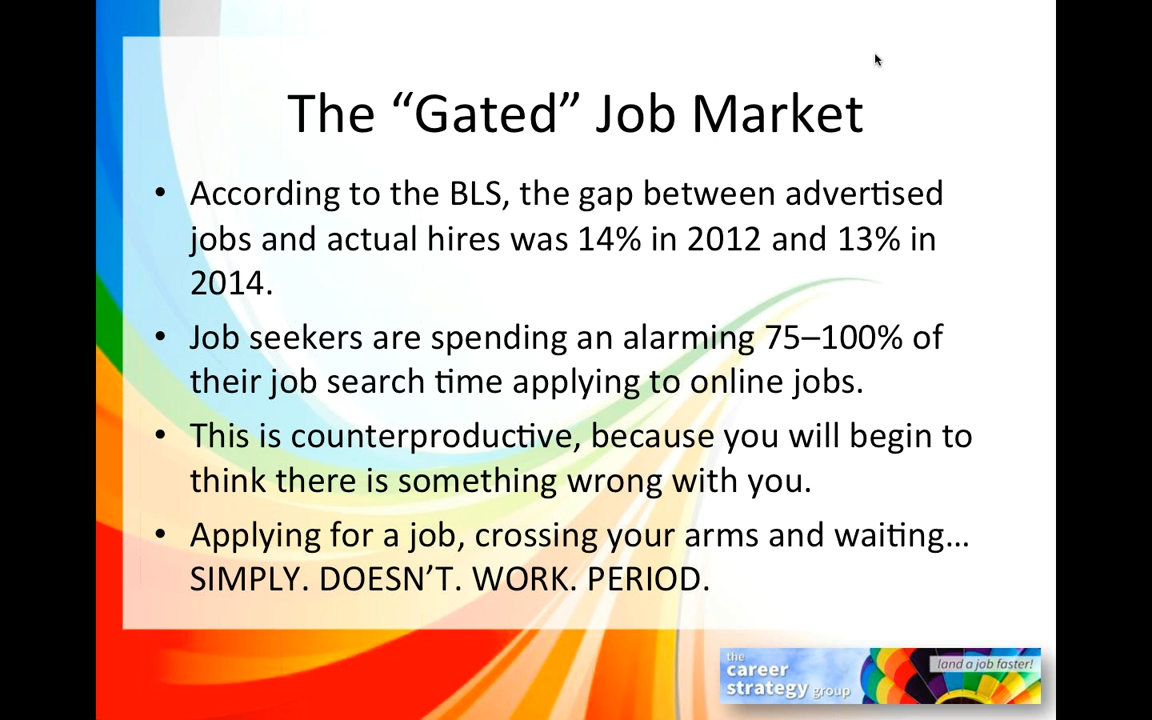 The “Gated” Job Market
• According to the BLS, the gap between advertised
jobs and actual hires was 14% in 2012 and 13% in
2014.
• Job seekers are spending an alarming 75–100% of
their job search time applying to online jobs.
• This is counterproductive, because you will begin to
think there is something wrong with you.
• Applying for a job, crossing your arms and waiting…
SIMPLY. DOESN’T. WORK. PERIOD.
the
career
strategy group
land a job faster!